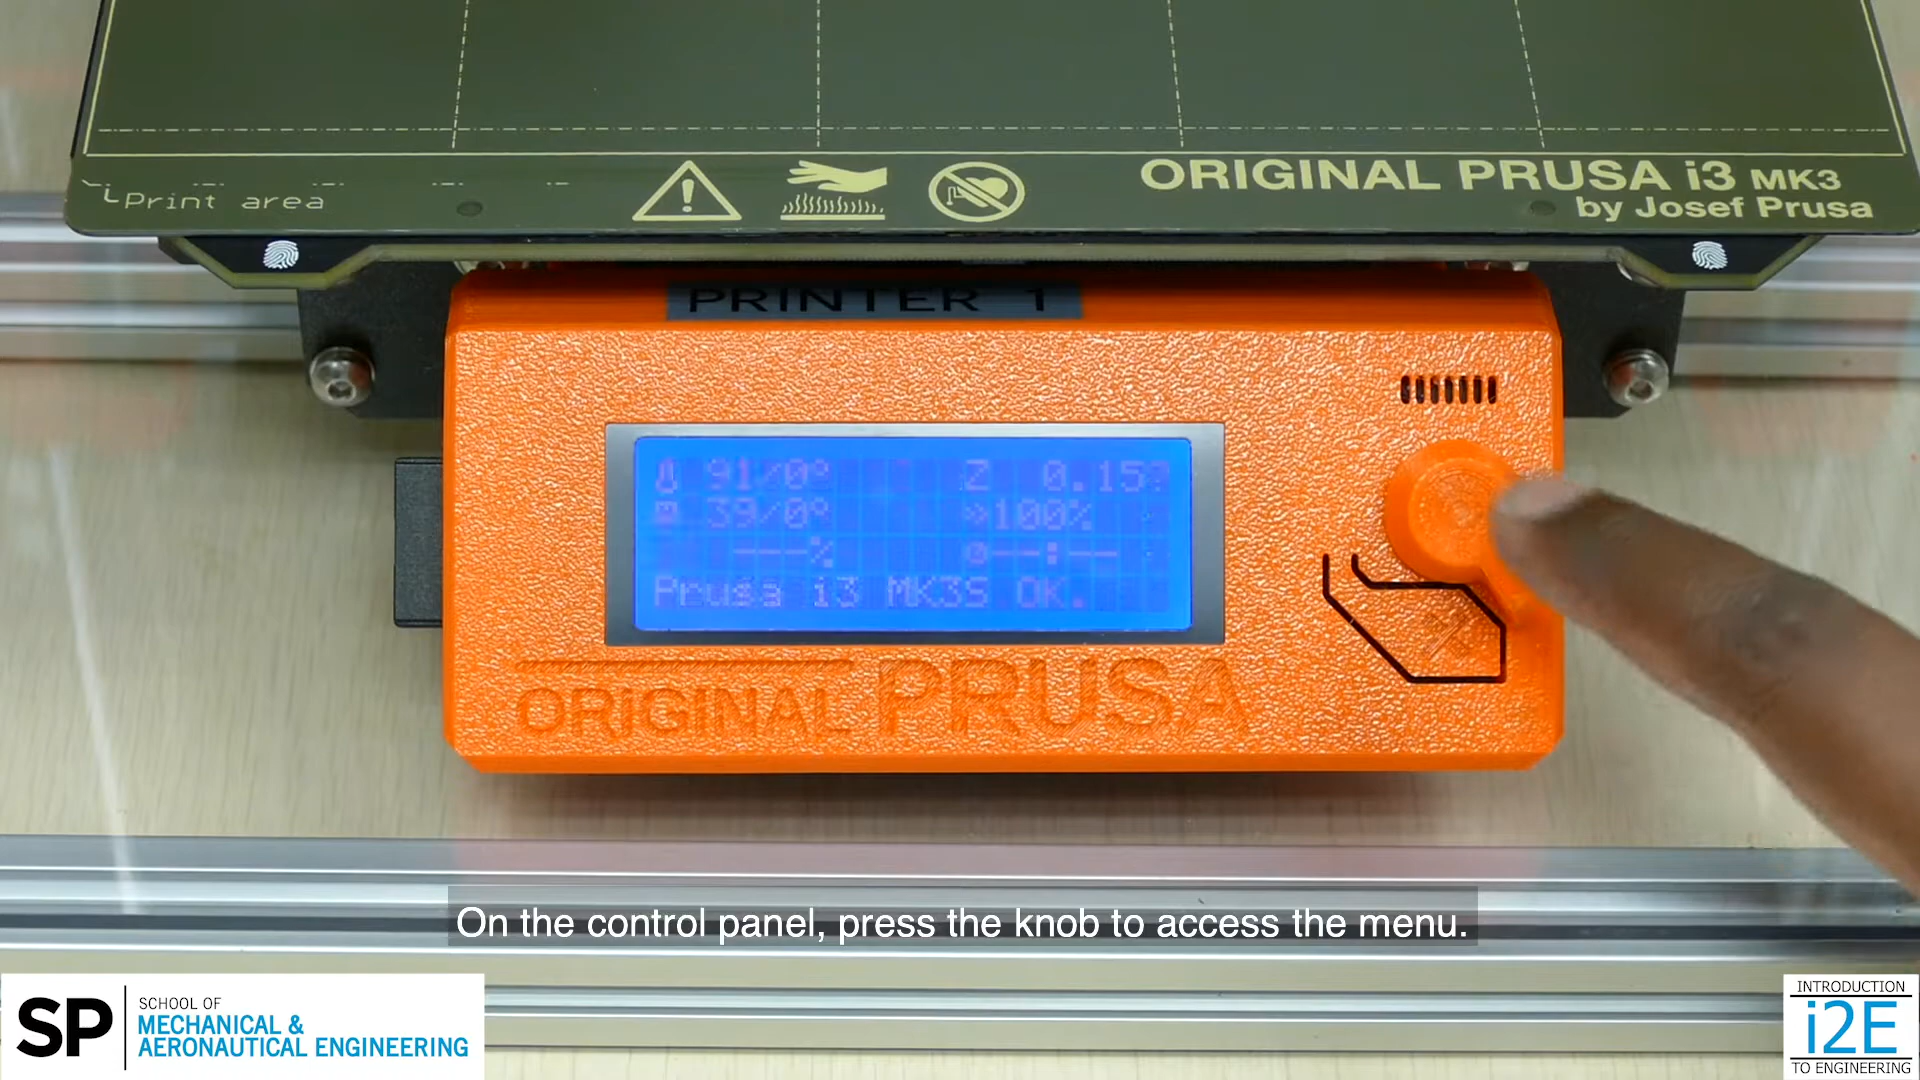 Print area
ORIGINAL PRUSA i3 MK3
by Josef Prusa
PRINTER 1
91/0° Z 0.15?
39/0° »100%
---% --:--
Prusa i3 MK3S OK.
ORIGINAL PRUSA
On the control panel, press the knob to access the menu.
SP
SCHOOL OF
MECHANICAL &
AERONAUTICAL ENGINEERING
INTRODUCTION
i2E
TO ENGINEERING